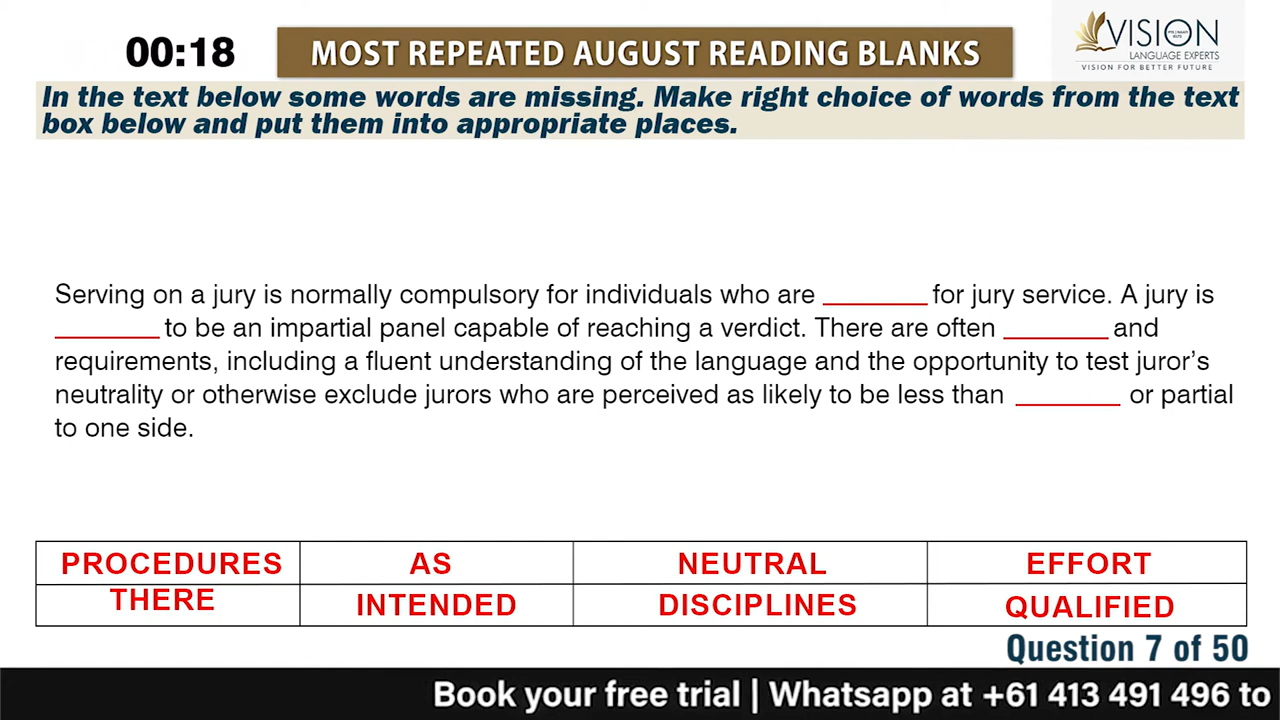 00:18
MOST REPEATED AUGUST READING BLANKS
VISION
LANGUAGE EXPERTS
VISION FOR BETTER FUTURE
In the text below some words are missing. Make right choice of words from the text
box below and put them into appropriate places.
Serving on a jury is normally compulsory for individuals who are ________ for jury service. A jury is
________ to be an impartial panel capable of reaching a verdict. There are often ________ and
requirements, including a fluent understanding of the language and the opportunity to test juror's
neutrality or otherwise exclude jurors who are perceived as likely to be less than ________ or partial
to one side.
PROCEDURES AS NEUTRAL EFFORT
THERE INTENDED DISCIPLINES QUALIFIED
Question 7 of 50
Book your free trial | Whatsapp at +61 413 491 496 to